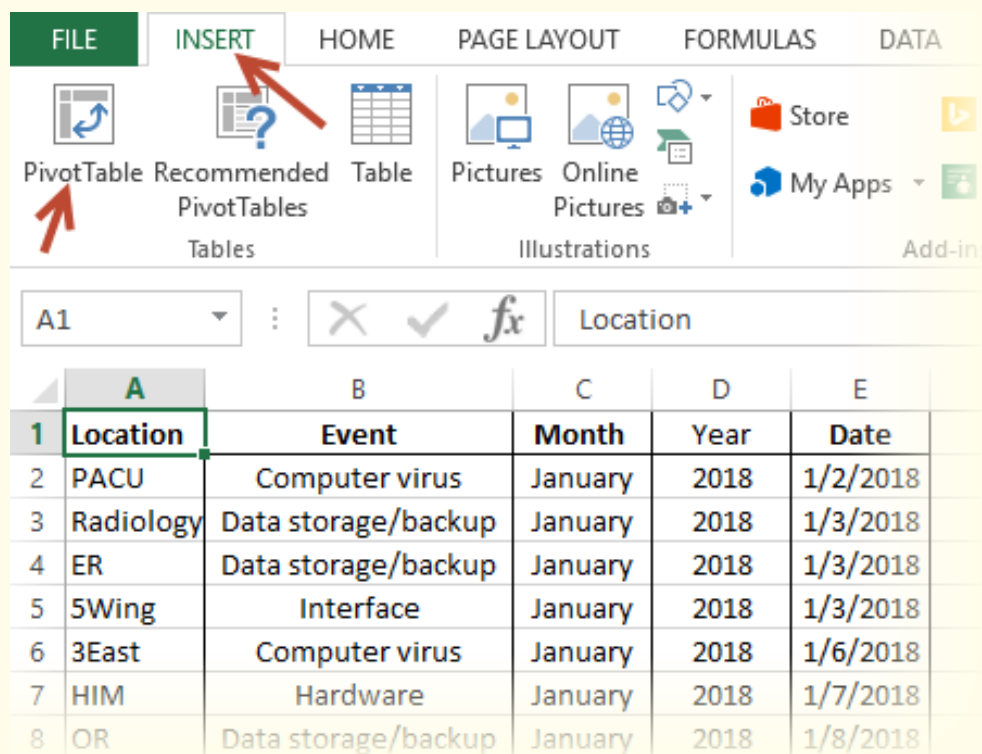 FILE INSERT HOME PAGE LAYOUT FORMULAS DATA
PivotTable Recommended PivotTables Table Pictures Online Pictures Store
My Apps
Tables Illustrations Add-in
A1 fx Location
A B C D E
1 Location Event Month Year Date
2 PACU Computer virus January 2018 1/2/2018
3 Radiology Data storage/backup January 2018 1/3/2018
4 ER Data storage/backup January 2018 1/3/2018
5 5Wing Interface January 2018 1/3/2018
6 3East Computer virus January 2018 1/6/2018
7 HIM Hardware January 2018 1/7/2018
8 OR Data storage/backup January 2018 1/8/2018